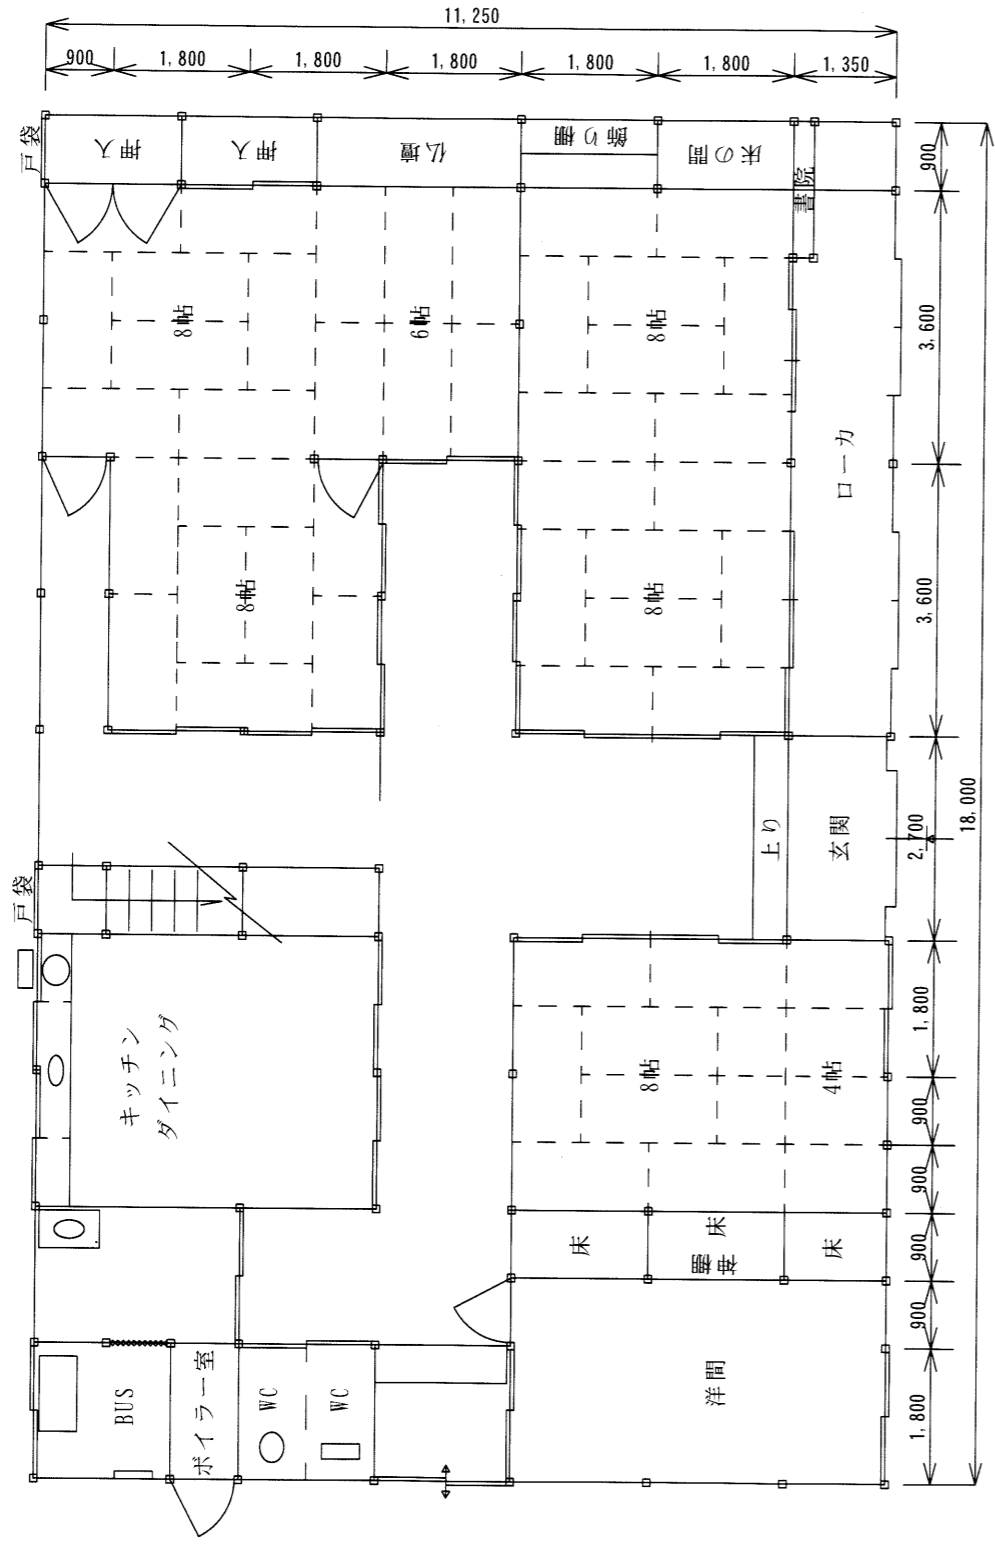 11,250
900
1,800
1,800
1,800
1,800
1,800
1,350
戸袋
押入
押入
仏壇
飾り棚
床の間
書院
900
8帖
6帖
8帖
3,600
ローカ
8帖
8帖
3,600
戸袋
上り
玄関
2,700
18,000
キッチン
ダイニング
8帖
4帖
1,800
900
900
床
床
神棚
床
900
900
BUS
ボイラー室
WC
WC
洋間
1,800